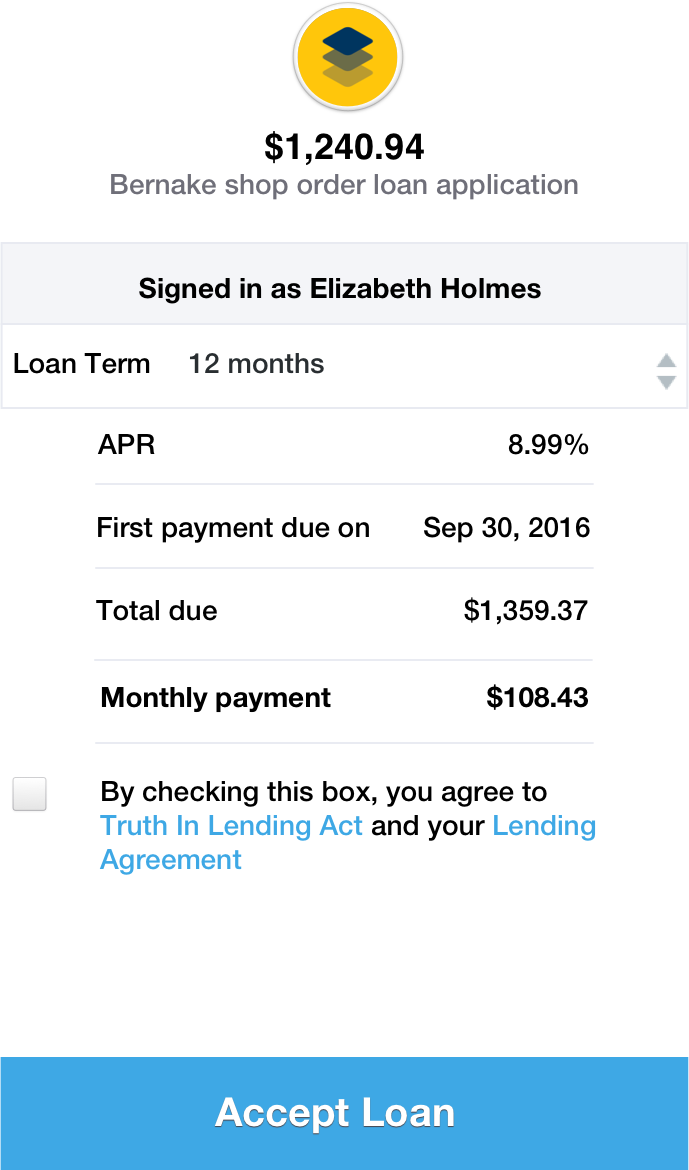 $1,240.94
Bernake shop order loan application
Signed in as Elizabeth Holmes
Loan Term 12 months
APR 8.99%
First payment due on Sep 30, 2016
Total due $1,359.37
Monthly payment $108.43
By checking this box, you agree to
Truth In Lending Act and your Lending
Agreement
Accept Loan